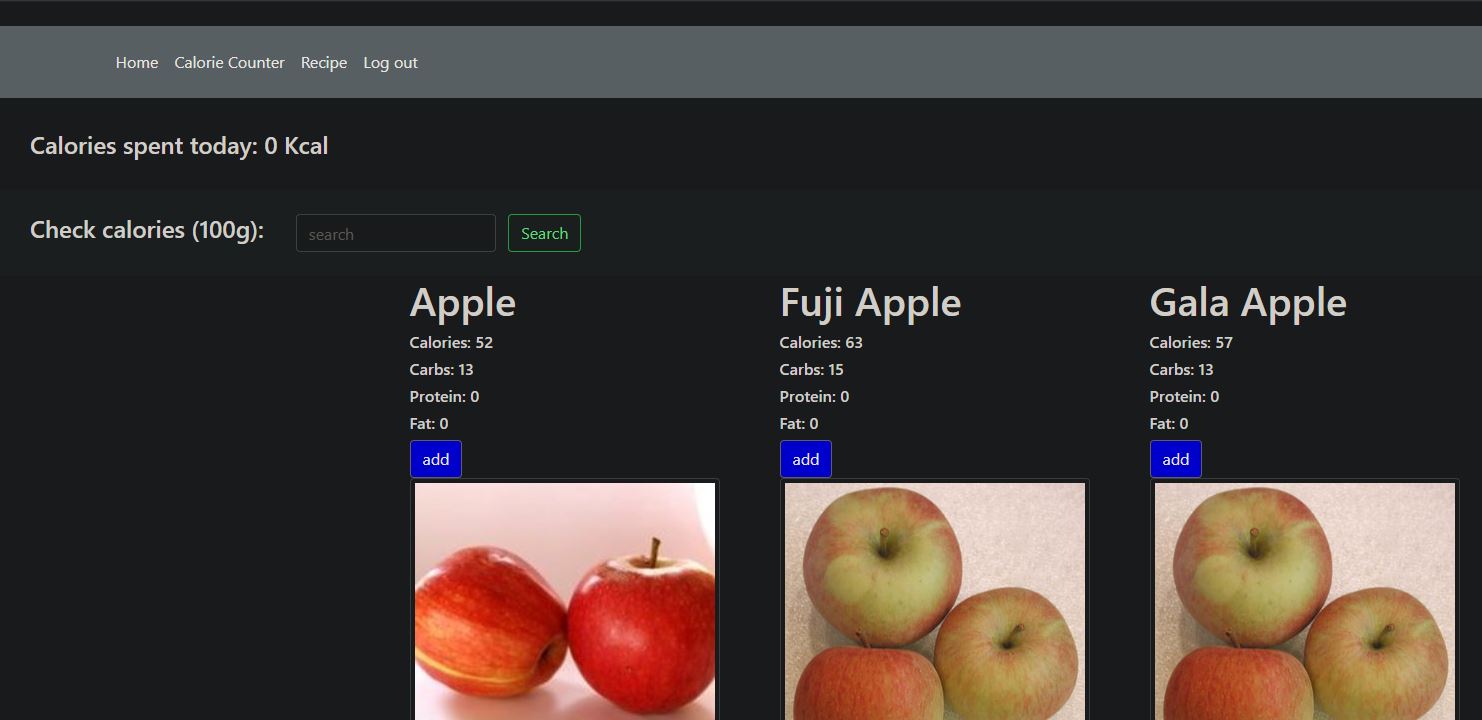 Home Calorie Counter Recipe Log out
Calories spent today: 0 Kcal
Check calories (100g): search Search
Apple
Calories: 52
Carbs: 13
Protein: 0
Fat: 0
add
Fuji Apple
Calories: 63
Carbs: 15
Protein: 0
Fat: 0
add
Gala Apple
Calories: 57
Carbs: 13
Protein: 0
Fat: 0
add